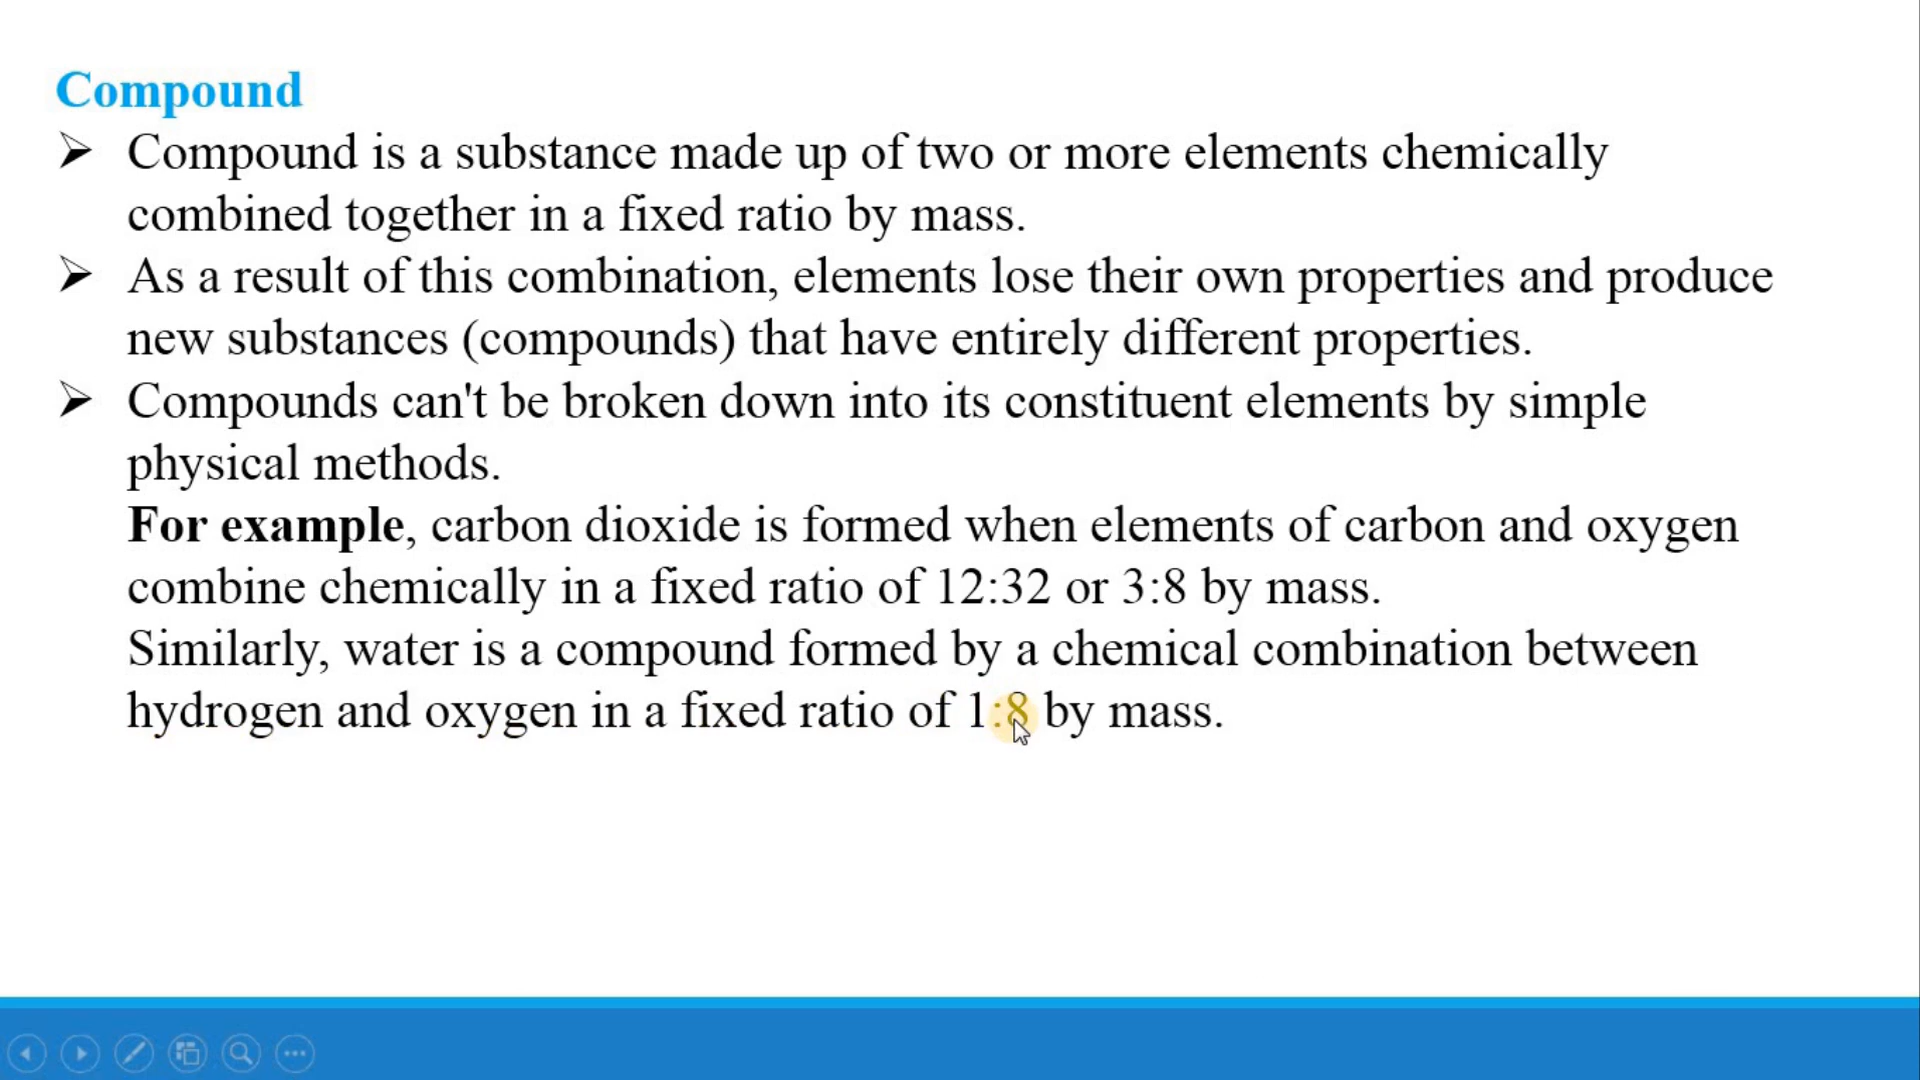 Compound
➢ Compound is a substance made up of two or more elements chemically
combined together in a fixed ratio by mass.
➢ As a result of this combination, elements lose their own properties and produce
new substances (compounds) that have entirely different properties.
➢ Compounds can't be broken down into its constituent elements by simple
physical methods.
For example, carbon dioxide is formed when elements of carbon and oxygen
combine chemically in a fixed ratio of 12:32 or 3:8 by mass.
Similarly, water is a compound formed by a chemical combination between
hydrogen and oxygen in a fixed ratio of 1:8 by mass.